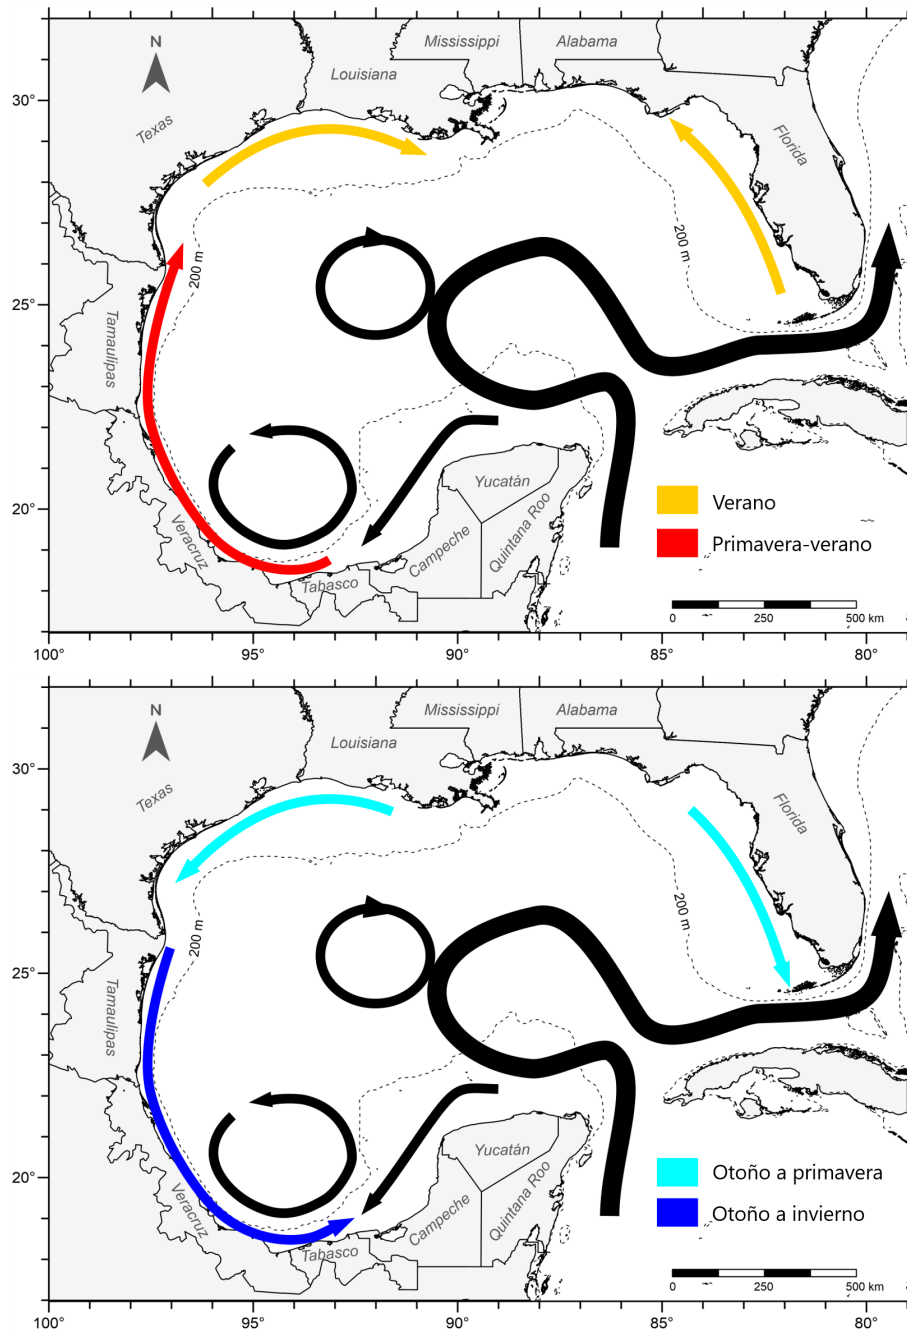 N
Mississippi
Alabama
Louisiana
Texas
Florida
30°
200 m
200 m
25°
Tamaulipas
20°
Veracruz
Tabasco
Campeche
Yucatán
Quintana Roo
Verano
Primavera-verano
0 250 500 km
100° 95° 90° 85° 80°
N
Mississippi
Alabama
Louisiana
Texas
Florida
30°
200 m
200 m
25°
Tamaulipas
20°
Veracruz
Tabasco
Campeche
Yucatán
Quintana Roo
Otoño a primavera
Otoño a invierno
0 250 500 km
100° 95° 90° 85° 80°